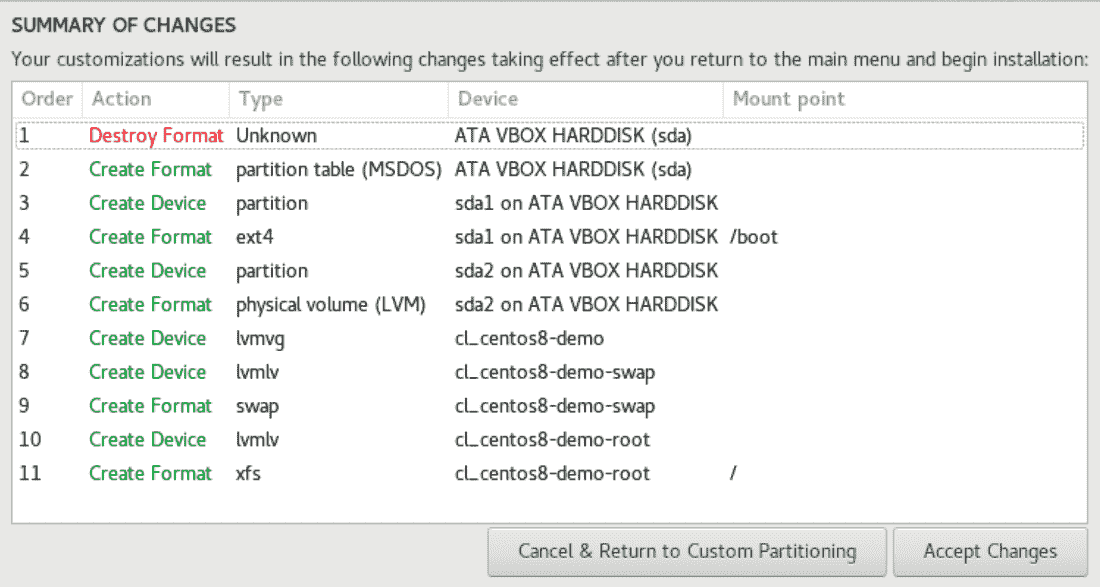 SUMMARY OF CHANGES
Your customizations will result in the following changes taking effect after you return to the main menu and begin installation:
Order Action Type Device Mount point
1 Destroy Format Unknown ATA VBOX HARDDISK (sda)
2 Create Format partition table (MSDOS) ATA VBOX HARDDISK (sda)
3 Create Device partition sda1 on ATA VBOX HARDDISK
4 Create Format ext4 sda1 on ATA VBOX HARDDISK /boot
5 Create Device partition sda2 on ATA VBOX HARDDISK
6 Create Format physical volume (LVM) sda2 on ATA VBOX HARDDISK
7 Create Device lvmvg cl_centos8-demo
8 Create Device lvmlv cl_centos8-demo-swap
9 Create Format swap cl_centos8-demo-swap
10 Create Device lvmlv cl_centos8-demo-root
11 Create Format xfs cl_centos8-demo-root /
Cancel & Return to Custom Partitioning Accept Changes